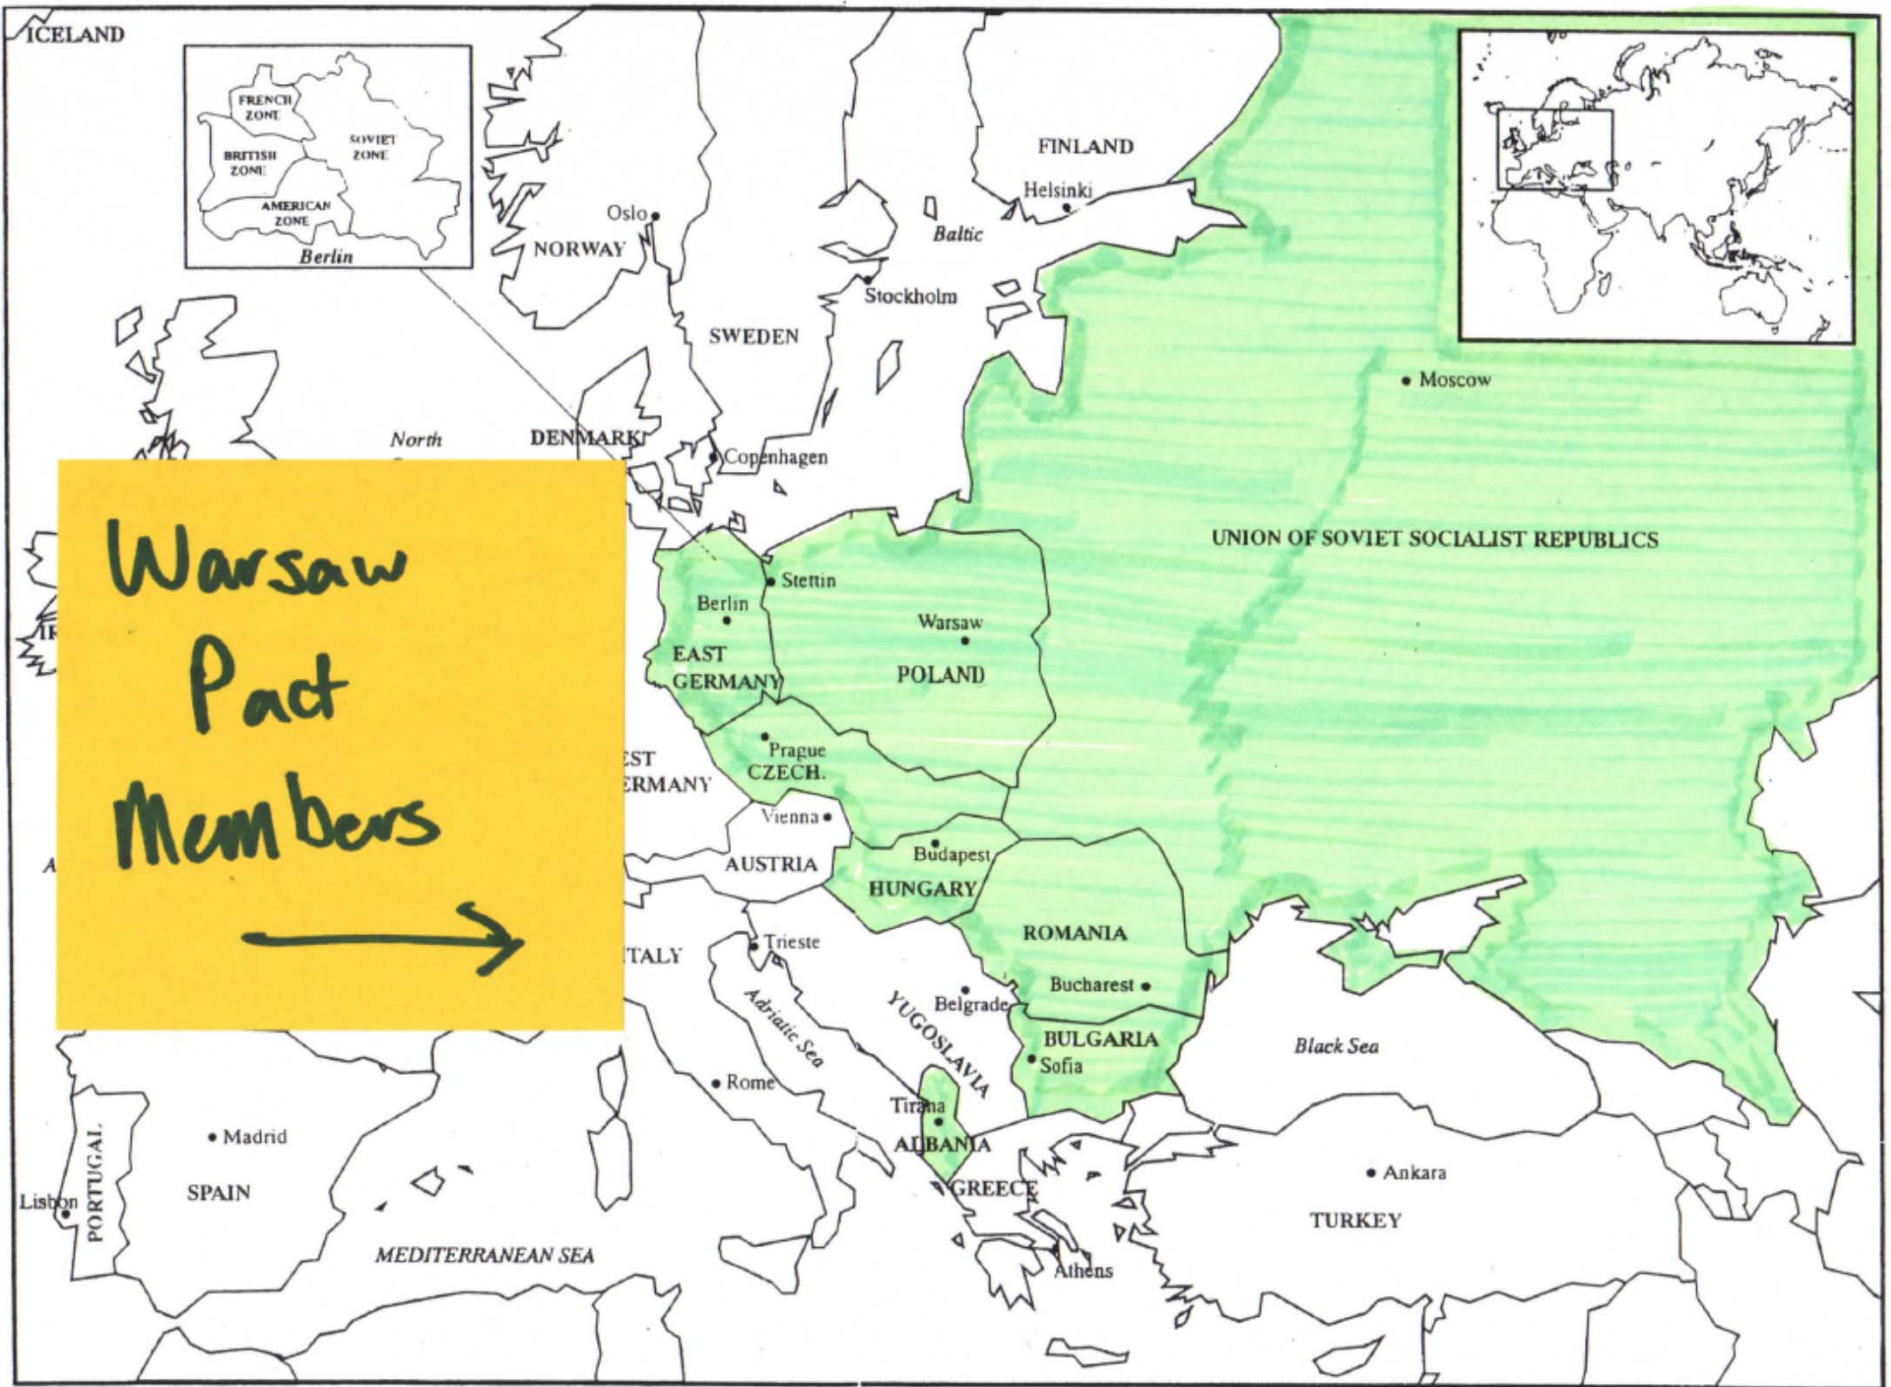 ICELAND
FRENCH
ZONE
BRITISH
ZONE
SOVIET
ZONE
AMERICAN
ZONE
Berlin
FINLAND
Helsinki
Oslo
NORWAY
Baltic
Stockholm
SWEDEN
Moscow
North
DENMARK
Copenhagen
UNION OF SOVIET SOCIALIST REPUBLICS
Warsaw
Pact
Members
Stettin
Berlin
Warsaw
EAST
GERMANY
POLAND
Prague
CZECH.
EST
ERMANY
Vienna
AUSTRIA
Budapest
HUNGARY
ROMANIA
Bucharest
TALY
Trieste
Adriatic Sea
Belgrade
YUGOSLAVIA
BULGARIA
Sofia
Black Sea
Rome
Tirana
ALBANIA
GREECE
Athens
Ankara
TURKEY
Madrid
SPAIN
PORTUGAL
Lisbon
MEDITERRANEAN SEA